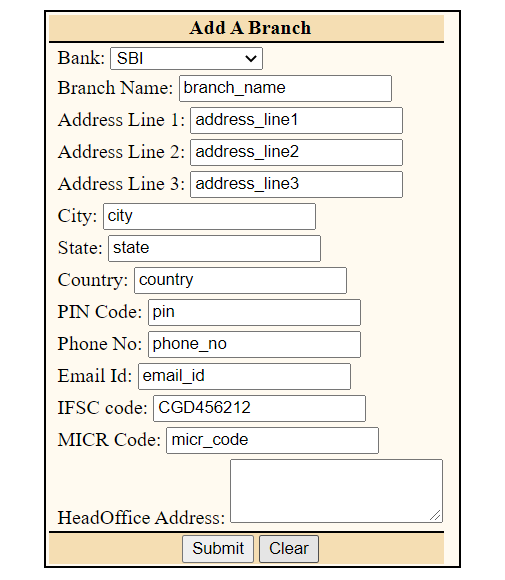 Add A Branch
Bank: SBI
Branch Name: branch_name
Address Line 1: address_line1
Address Line 2: address_line2
Address Line 3: address_line3
City: city
State: state
Country: country
PIN Code: pin
Phone No: phone_no
Email Id: email_id
IFSC code: CGD456212
MICR Code: micr_code
HeadOffice Address:
Submit Clear